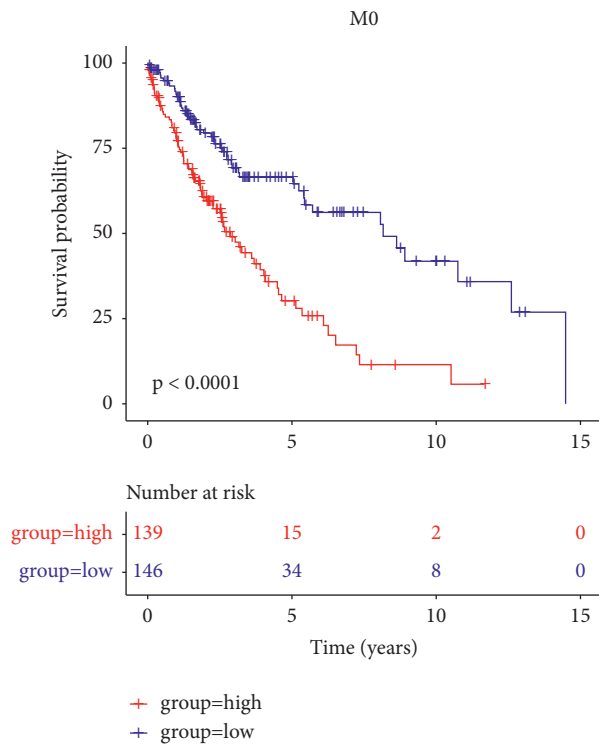 M0
Survival probability
100
75
50
25
0
p < 0.0001
0 5 10 15
Number at risk
group=high 139 15 2 0
group=low 146 34 8 0
0 5 10 15
Time (years)
group=high
group=low